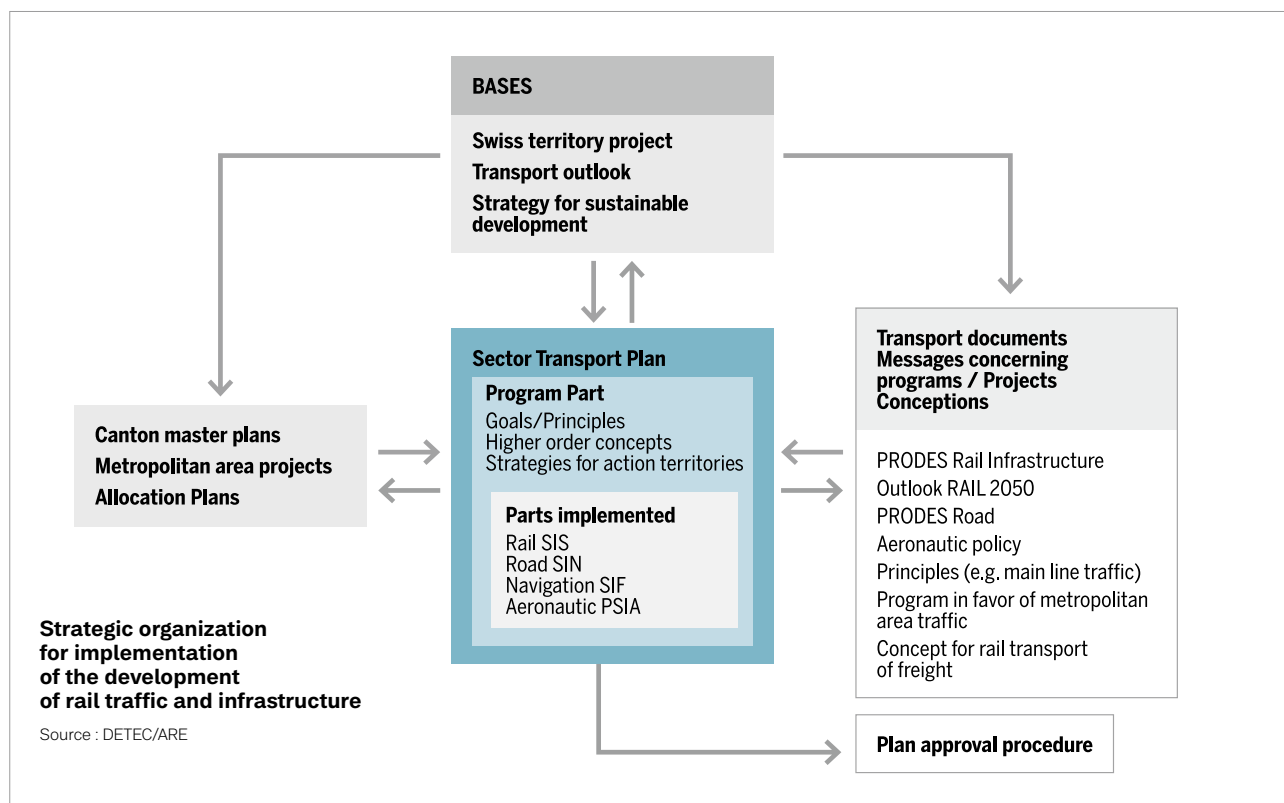 BASES
Swiss territory project
Transport outlook
Strategy for sustainable
development
Sector Transport Plan
Program Part
Goals/Principles
Higher order concepts
Strategies for action territories
Parts implemented
Rail SIS
Road SIN
Navigation SIF
Aeronautic PSIA
Canton master plans
Metropolitan area projects
Allocation Plans
Transport documents
Messages concerning
programs / Projects
Conceptions
PRODES Rail Infrastructure
Outlook RAIL 2050
PRODES Road
Aeronautic policy
Principles (e.g. main line traffic)
Program in favor of metropolitan
area traffic
Concept for rail transport
of freight
Plan approval procedure
Strategic organization
for implementation
of the development
of rail traffic and infrastructure
Source : DETEC/ARE